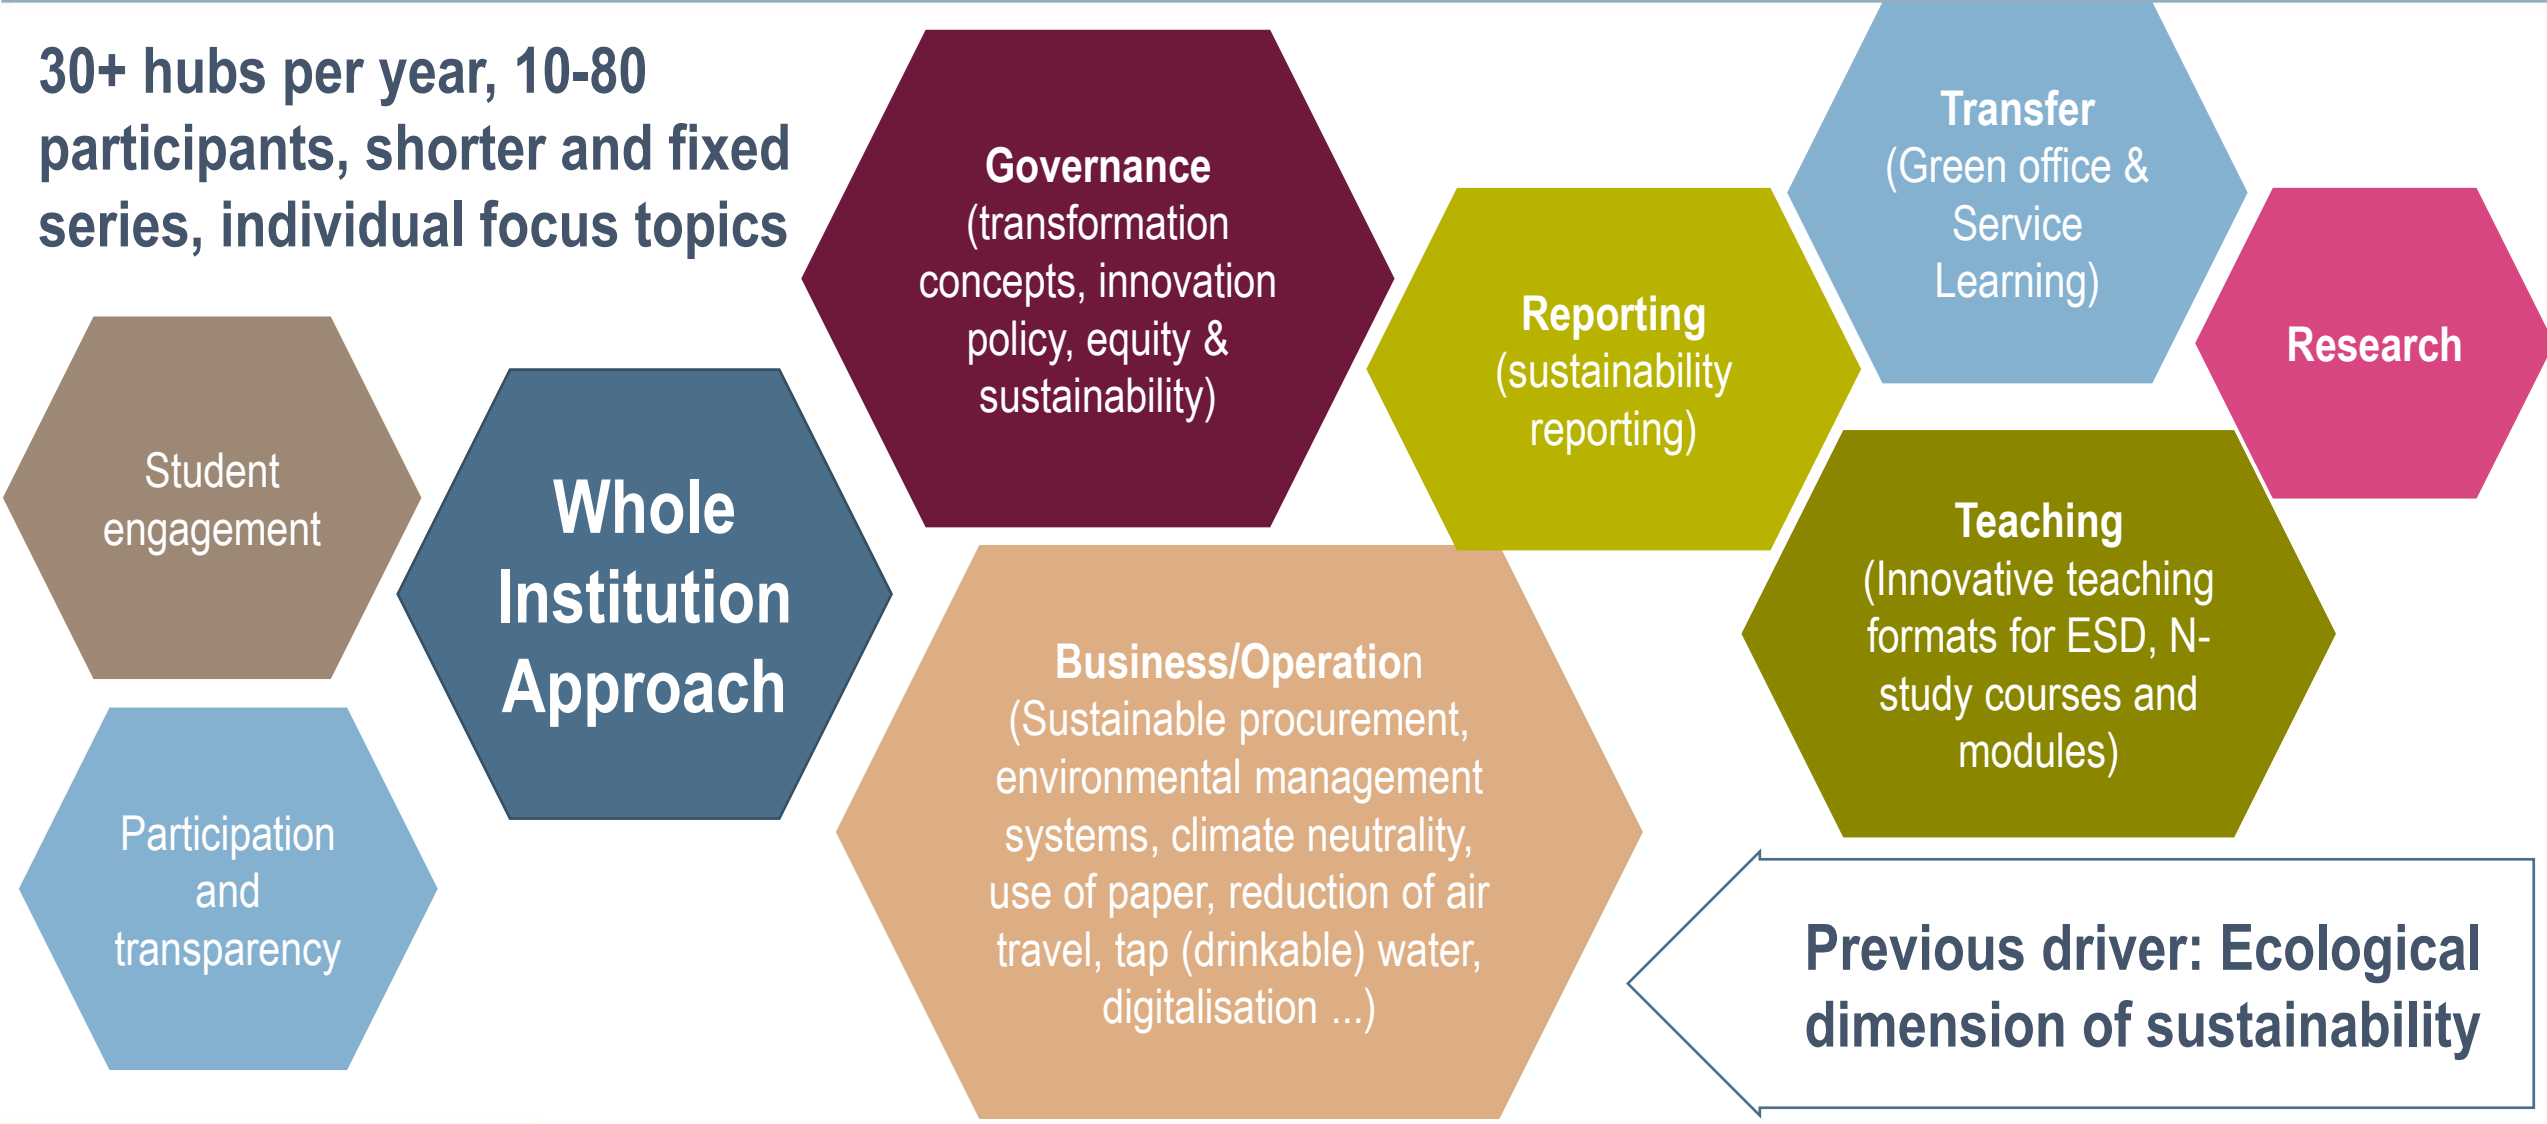 30+ hubs per year, 10-80
participants, shorter and fixed
series, individual focus topics
Student
engagement
Participation
and
transparency
Whole
Institution
Approach
Governance
(transformation
concepts, innovation
policy, equity &
sustainability)
Business/Operation
(Sustainable procurement,
environmental management
systems, climate neutrality,
use of paper, reduction of air
travel, tap (drinkable) water,
digitalisation ...)
Reporting
(sustainability
reporting)
Transfer
(Green office &
Service
Learning)
Research
Teaching
(Innovative teaching
formats for ESD, N-
study courses and
modules)
Previous driver: Ecological
dimension of sustainability